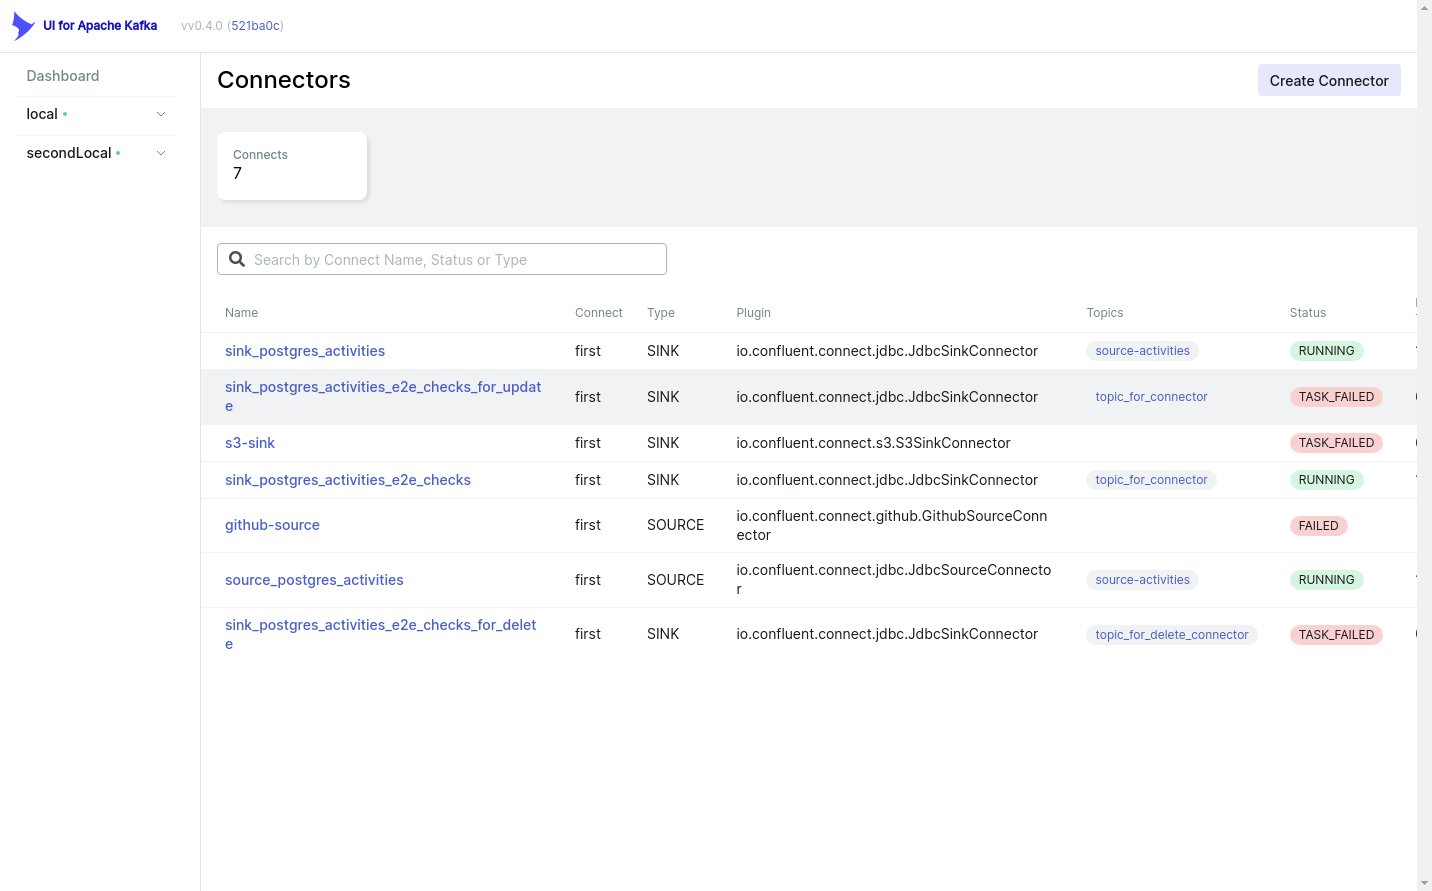 UI for Apache Kafka vv0.4.0 (521ba0c)
Dashboard
local
secondLocal
Connectors
Create Connector
Connects
7
Search by Connect Name, Status or Type
Name Connect Type Plugin Topics Status
sink_postgres_activities first SINK io.confluent.connect.jdbc.JdbcSinkConnector source-activities RUNNING
sink_postgres_activities_e2e_checks_for_updat
e
first SINK io.confluent.connect.jdbc.JdbcSinkConnector topic_for_connector TASK_FAILED
s3-sink first SINK io.confluent.connect.s3.S3SinkConnector TASK_FAILED
sink_postgres_activities_e2e_checks first SINK io.confluent.connect.jdbc.JdbcSinkConnector topic_for_connector RUNNING
github-source first SOURCE io.confluent.connect.github.GithubSourceConn
ector
FAILED
source_postgres_activities first SOURCE io.confluent.connect.jdbc.JdbcSourceConnecto
r
source-activities RUNNING
sink_postgres_activities_e2e_checks_for_delet
e
first SINK io.confluent.connect.jdbc.JdbcSinkConnector topic_for_delete_connector TASK_FAILED